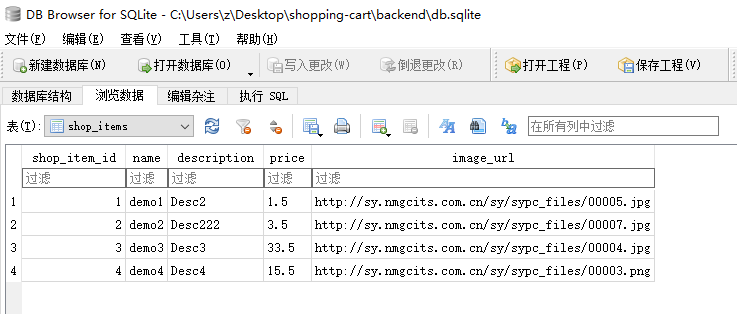 DB Browser for SQLite - C:\Users\z\Desktop\shopping-cart\backend\db.sqlite
文件(F) 编辑(E) 查看(V) 工具(T) 帮助(H)
新建数据库(N) 打开数据库(O) 写入更改(W) 倒退更改(R) 打开工程(P) 保存工程(V)
数据库结构 浏览数据 编辑杂注 执行 SQL
表(T): shop_items 在所有列中过滤
shop_item_id name description price image_url
过滤 过滤 过滤 过滤 过滤
1 1 demo1 Desc2 1.5 http://sy.nmgcits.com.cn/sy/sypc_files/00005.jpg
2 2 demo2 Desc222 3.5 http://sy.nmgcits.com.cn/sy/sypc_files/00007.jpg
3 3 demo3 Desc3 33.5 http://sy.nmgcits.com.cn/sy/sypc_files/00004.jpg
4 4 demo4 Desc4 15.5 http://sy.nmgcits.com.cn/sy/sypc_files/00003.png